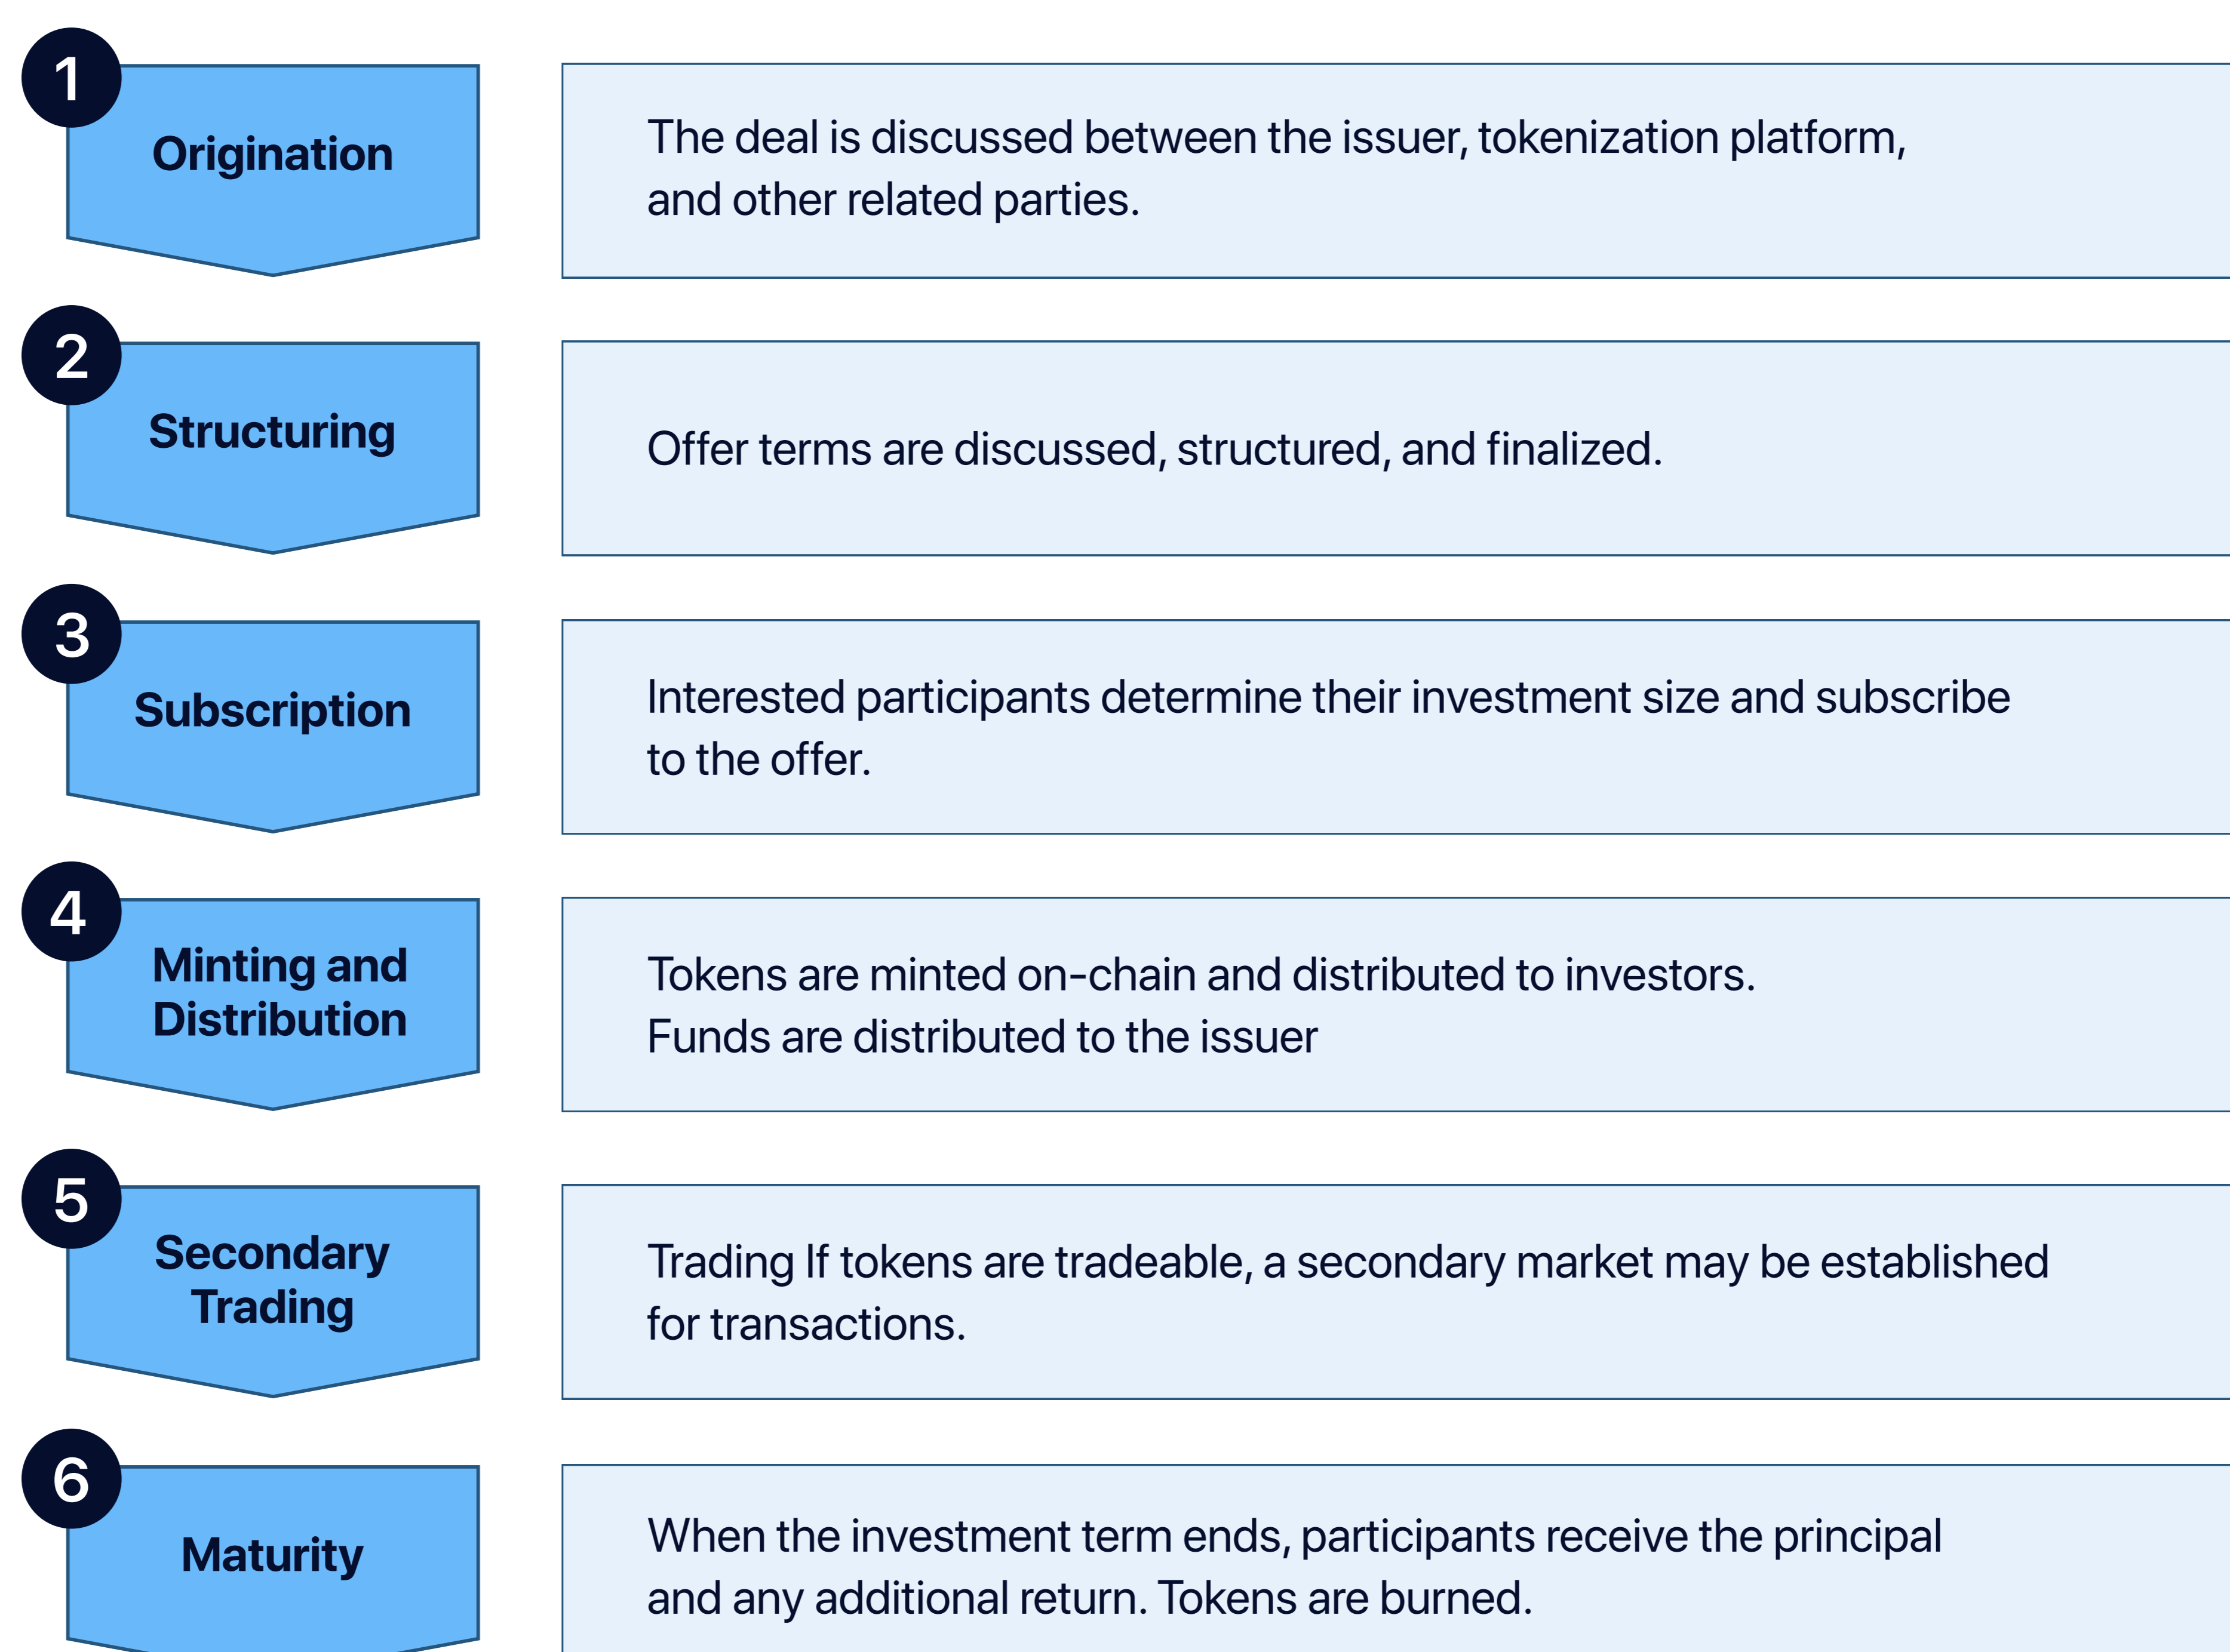 1
Origination
The deal is discussed between the issuer, tokenization platform,
and other related parties.
2
Structuring
Offer terms are discussed, structured, and finalized.
3
Subscription
Interested participants determine their investment size and subscribe
to the offer.
4
Minting and
Distribution
Tokens are minted on-chain and distributed to investors.
Funds are distributed to the issuer
5
Secondary
Trading
Trading If tokens are tradeable, a secondary market may be established
for transactions.
6
Maturity
When the investment term ends, participants receive the principal
and any additional return. Tokens are burned.